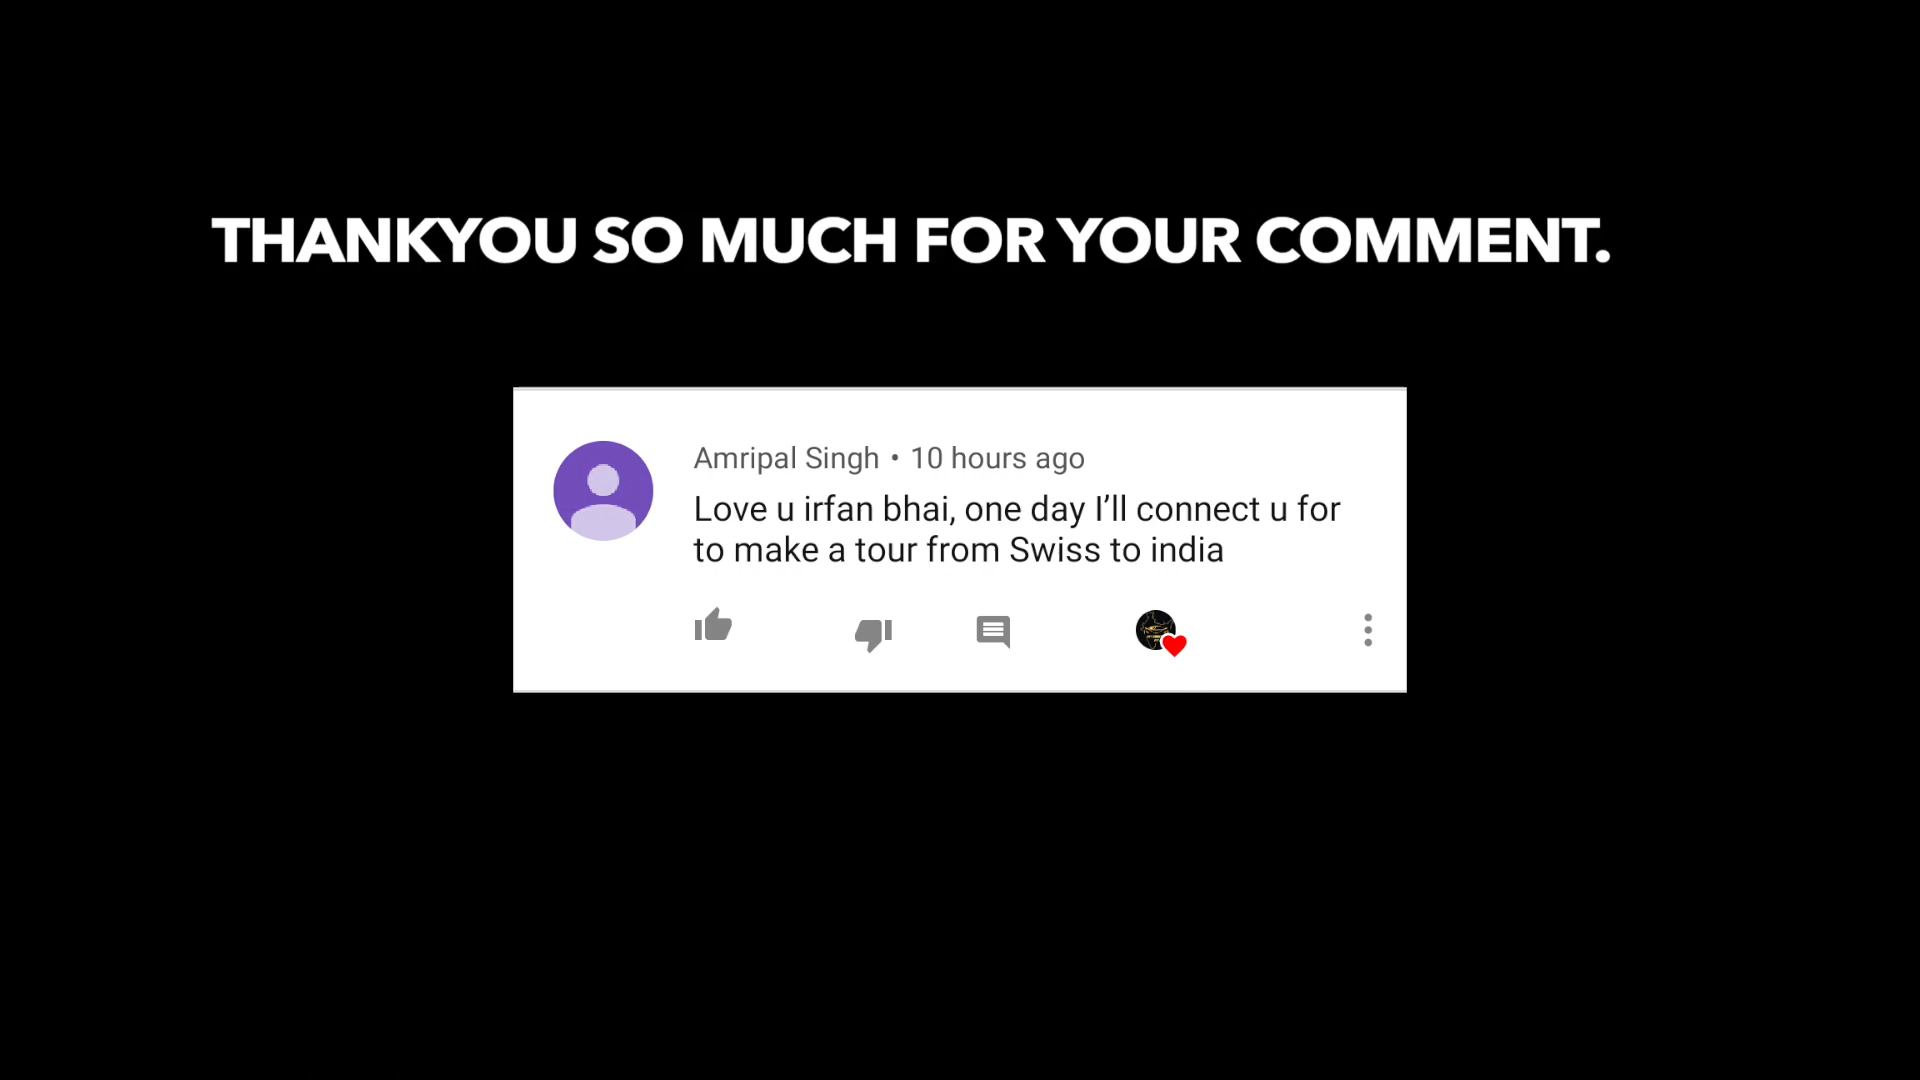 THANKYOU SO MUCH FOR YOUR COMMENT.
Amripal Singh • 10 hours ago
Love u irfan bhai, one day I’ll connect u for
to make a tour from Swiss to india